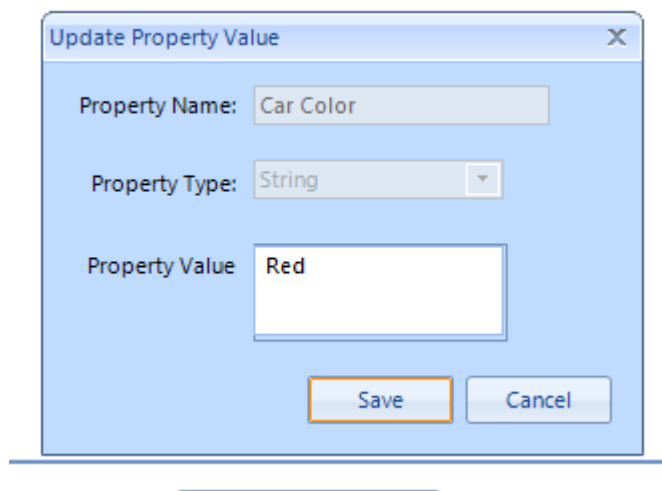 Update Property Value
Property Name: Car Color
Property Type: String
Property Value Red
Save Cancel